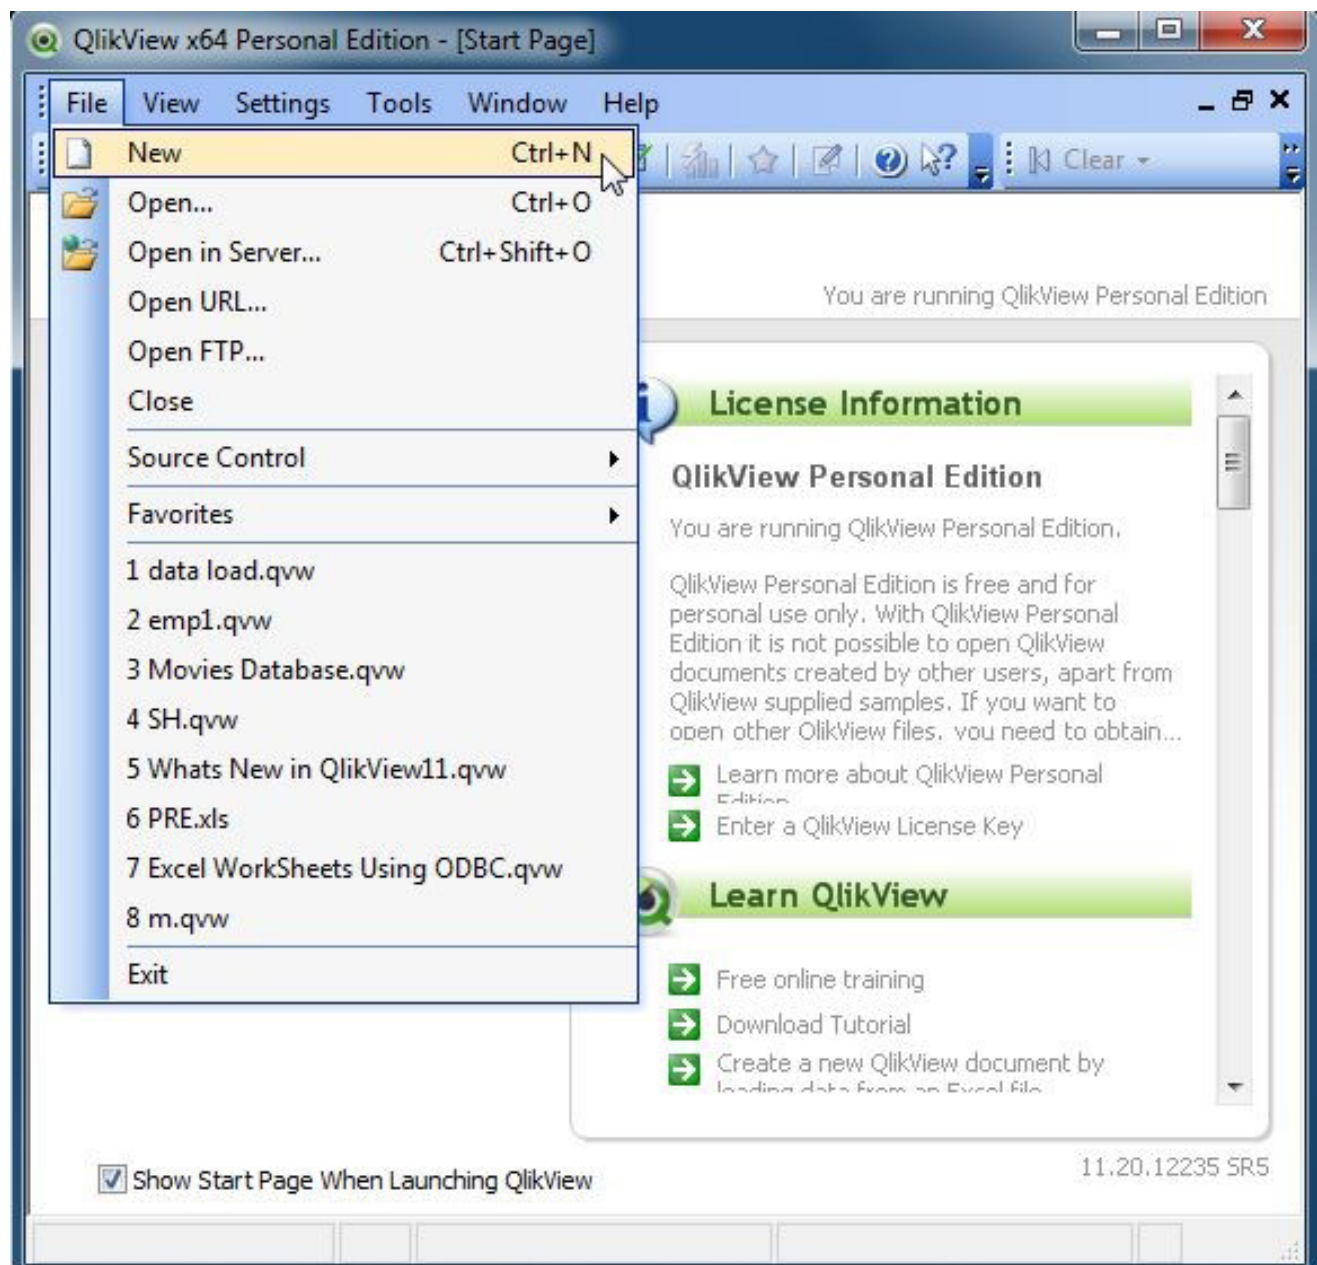 QlikView x64 Personal Edition - [Start Page]
File View Settings Tools Window Help
New Ctrl+N
Clear
Open... Ctrl+O
Open in Server... Ctrl+Shift+O
Open URL...
Open FTP...
Close
Source Control
Favorites
1 data load.qvw
2 emp1.qvw
3 Movies Database.qvw
4 SH.qvw
5 Whats New in QlikView11.qvw
6 PRE.xls
7 Excel WorkSheets Using ODBC.qvw
8 m.qvw
Exit
You are running QlikView Personal Edition
License Information
QlikView Personal Edition
You are running QlikView Personal Edition.
QlikView Personal Edition is free and for
personal use only. With QlikView Personal
Edition it is not possible to open QlikView
documents created by other users, apart from
QlikView supplied samples. If you want to
open other QlikView files, you need to obtain...
Learn more about QlikView Personal
Edition
Enter a QlikView License Key
Learn QlikView
Free online training
Download Tutorial
Create a new QlikView document by
loading data from an Excel file
Show Start Page When Launching QlikView
11.20.12235 SR5